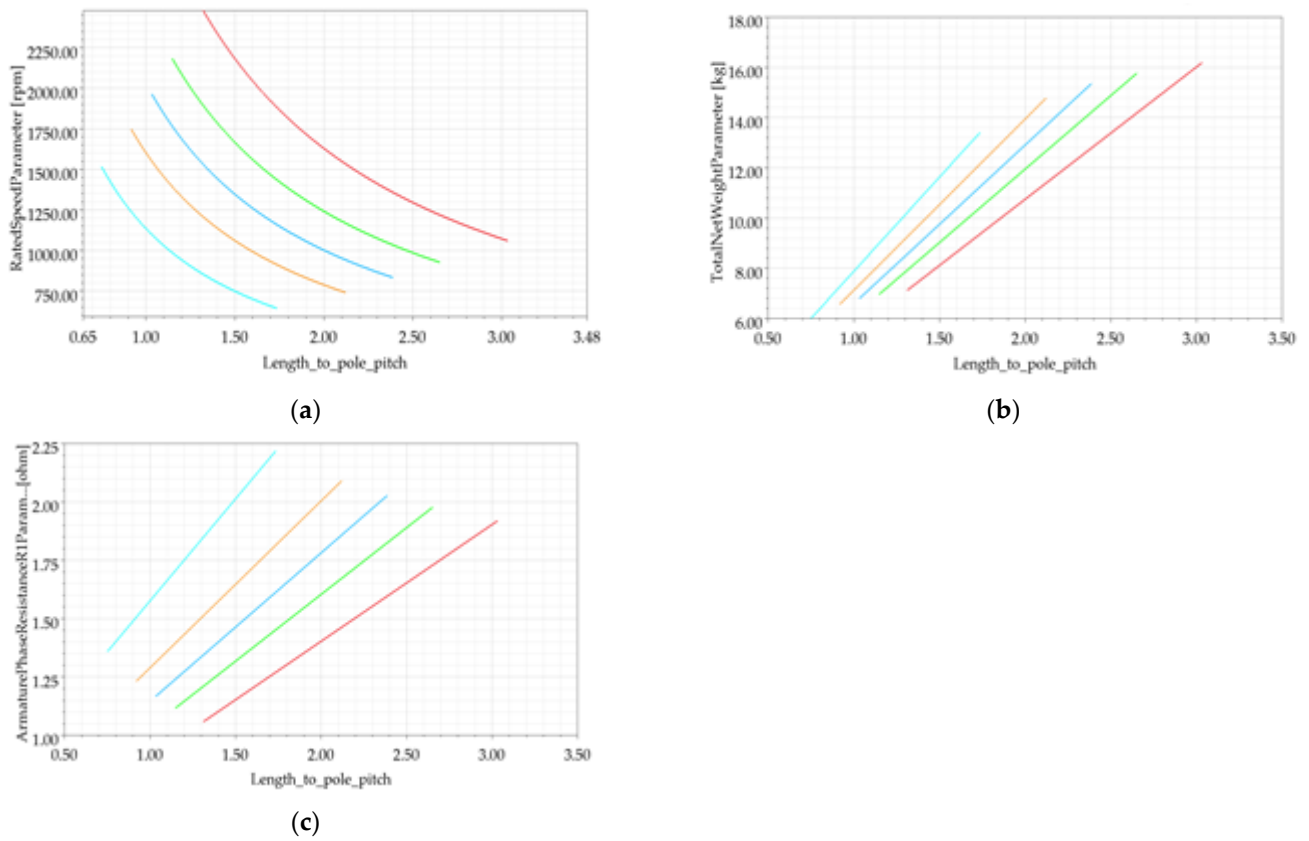 RatedSpeedParameter [rpm]
2250.00
2000.00
1750.00
1500.00
1250.00
1000.00
750.00
0.65 1.00 1.50 2.00 2.50 3.00 3.48
Length_to_pole_pitch
(a)
TotalNetWeightParameter [kg]
18.00
16.00
14.00
12.00
10.00
8.00
6.00
0.50 1.00 1.50 2.00 2.50 3.00 3.50
Length_to_pole_pitch
(b)
ArmaturePhaseResistanceR1Param...[ohm]
2.25
2.00
1.75
1.50
1.25
1.00
0.50 1.00 1.50 2.00 2.50 3.00 3.50
Length_to_pole_pitch
(c)